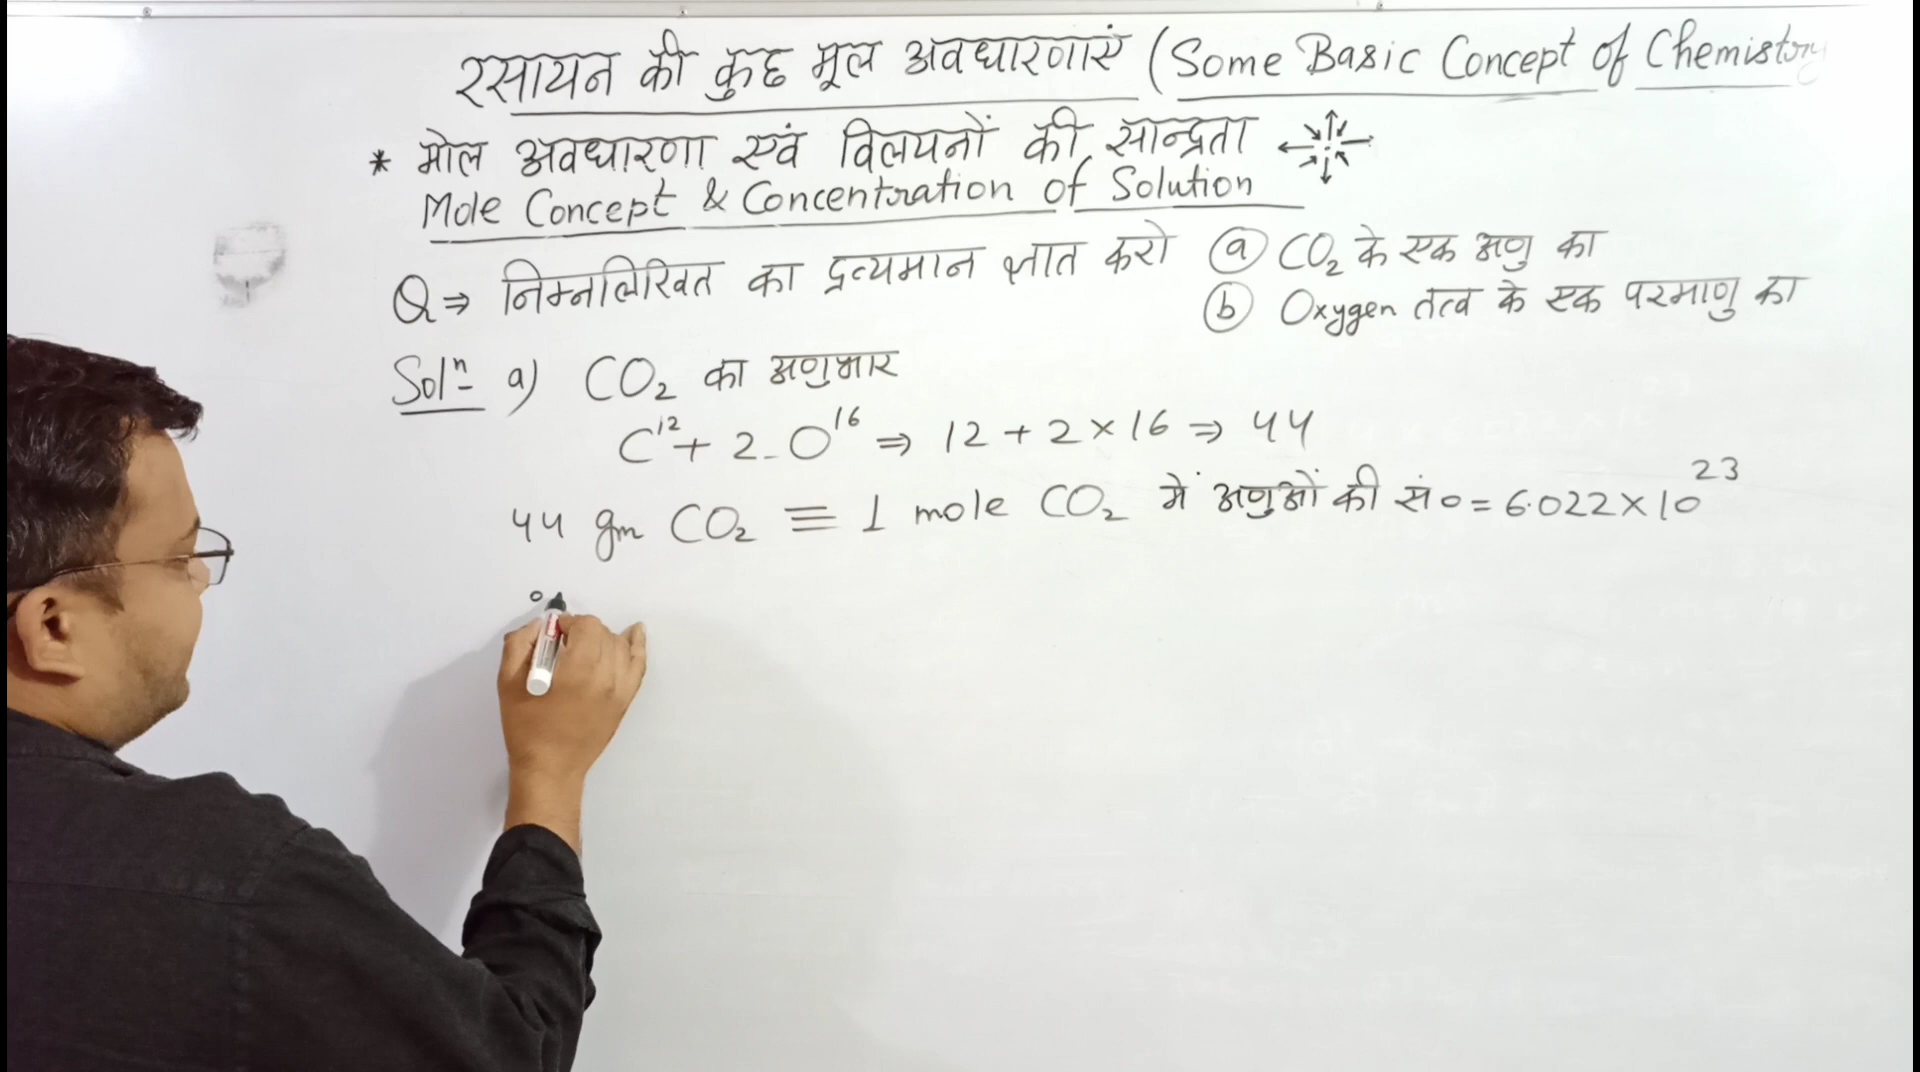 रसायन की कुछ मूल अवधारणाएं (Some Basic Concept of Chemistry
* मोल अवधारणा एवं विलयनों की सान्द्रता
Mole Concept & Concentration of Solution
Q⇒ निम्नलिखित का द्रव्यमान ज्ञात करो (a) CO₂ के एक अणु का
(b) Oxygen तत्व के एक परमाणु का
Solⁿ- a) CO₂ का अणुभार
C¹² + 2-O¹⁶ ⇒ 12 + 2 × 16 ⇒ 44
44 gm CO₂ ≡ 1 mole CO₂ में अणुओं की सं० = 6.022 × 10²³